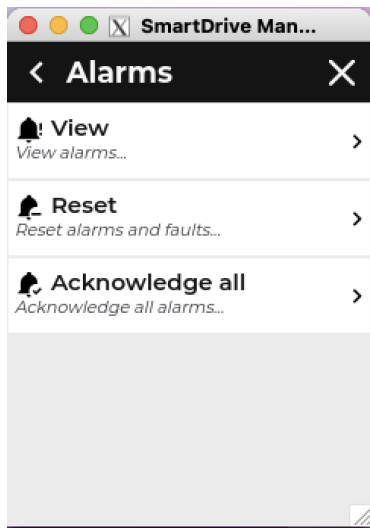 SmartDrive Man...
Alarms
View
View alarms...
Reset
Reset alarms and faults...
Acknowledge all
Acknowledge all alarms...